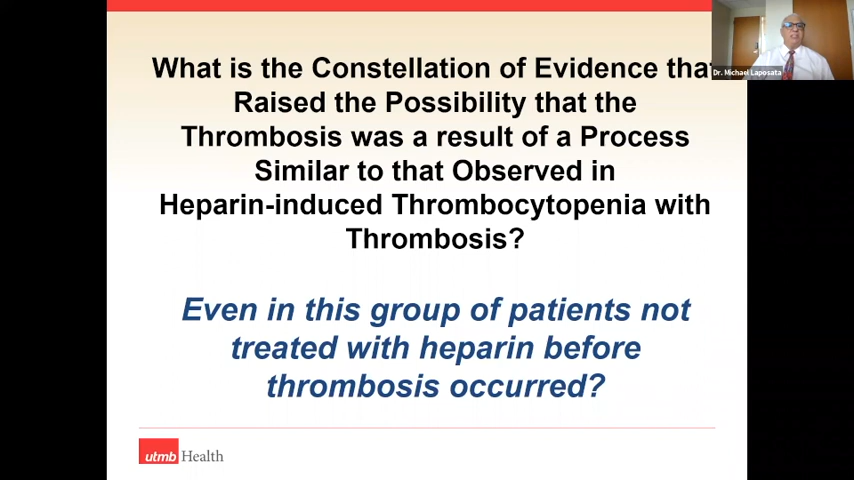 What is the Constellation of Evidence that
Raised the Possibility that the
Thrombosis was a result of a Process
Similar to that Observed in
Heparin-induced Thrombocytopenia with
Thrombosis?
Even in this group of patients not
treated with heparin before
thrombosis occurred?
utmb Health
Dr. Michael Laposata